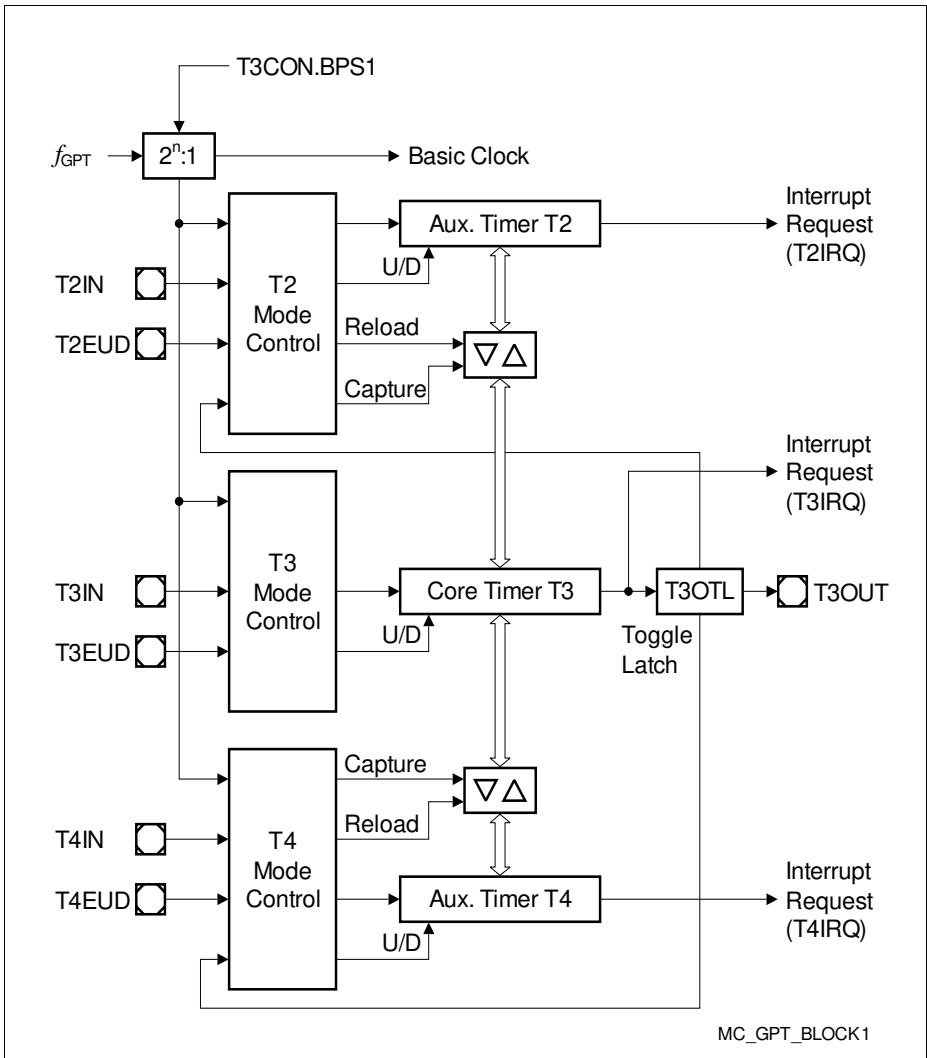 T3CON.BPS1
fGPT
2ⁿ:1
Basic Clock
Interrupt
Request
(T2IRQ)
Aux. Timer T2
U/D
T2IN
T2
Mode
Control
T2EUD
Reload
Capture
Interrupt
Request
(T3IRQ)
T3
Mode
Control
T3IN
Core Timer T3
T3OTL
T3OUT
U/D
T3EUD
Toggle
Latch
Capture
T4IN
Reload
T4
Mode
Control
T4EUD
Aux. Timer T4
U/D
Interrupt
Request
(T4IRQ)
MC_GPT_BLOCK1